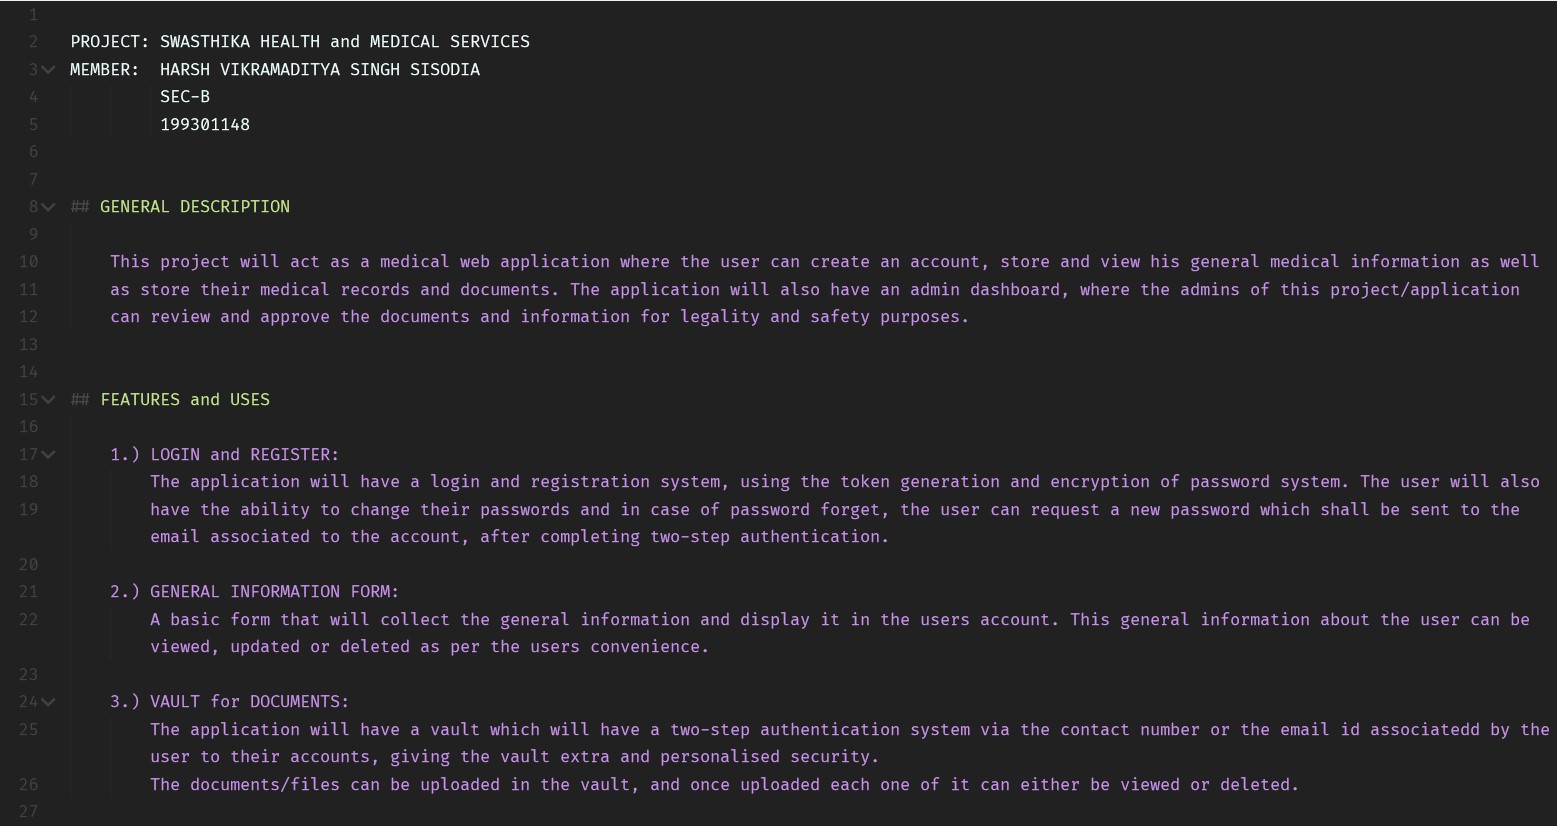 1
2 PROJECT: SWASTHIKA HEALTH and MEDICAL SERVICES
3 MEMBER:  HARSH VIKRAMADITYA SINGH SISODIA
4 SEC-B
5 199301148
6
7
8 ## GENERAL DESCRIPTION
9
10 This project will act as a medical web application where the user can create an account, store and view his general medical information as well
11 as store their medical records and documents. The application will also have an admin dashboard, where the admins of this project/application
12 can review and approve the documents and information for legality and safety purposes.
13
14
15 ## FEATURES and USES
16
17 1.) LOGIN and REGISTER:
18 The application will have a login and registration system, using the token generation and encryption of password system. The user will also
19 have the ability to change their passwords and in case of password forget, the user can request a new password which shall be sent to the
email associated to the account, after completing two-step authentication.
20
21 2.) GENERAL INFORMATION FORM:
22 A basic form that will collect the general information and display it in the users account. This general information about the user can be
viewed, updated or deleted as per the users convenience.
23
24 3.) VAULT for DOCUMENTS:
25 The application will have a vault which will have a two-step authentication system via the contact number or the email id associatedd by the
user to their accounts, giving the vault extra and personalised security.
26 The documents/files can be uploaded in the vault, and once uploaded each one of it can either be viewed or deleted.
27